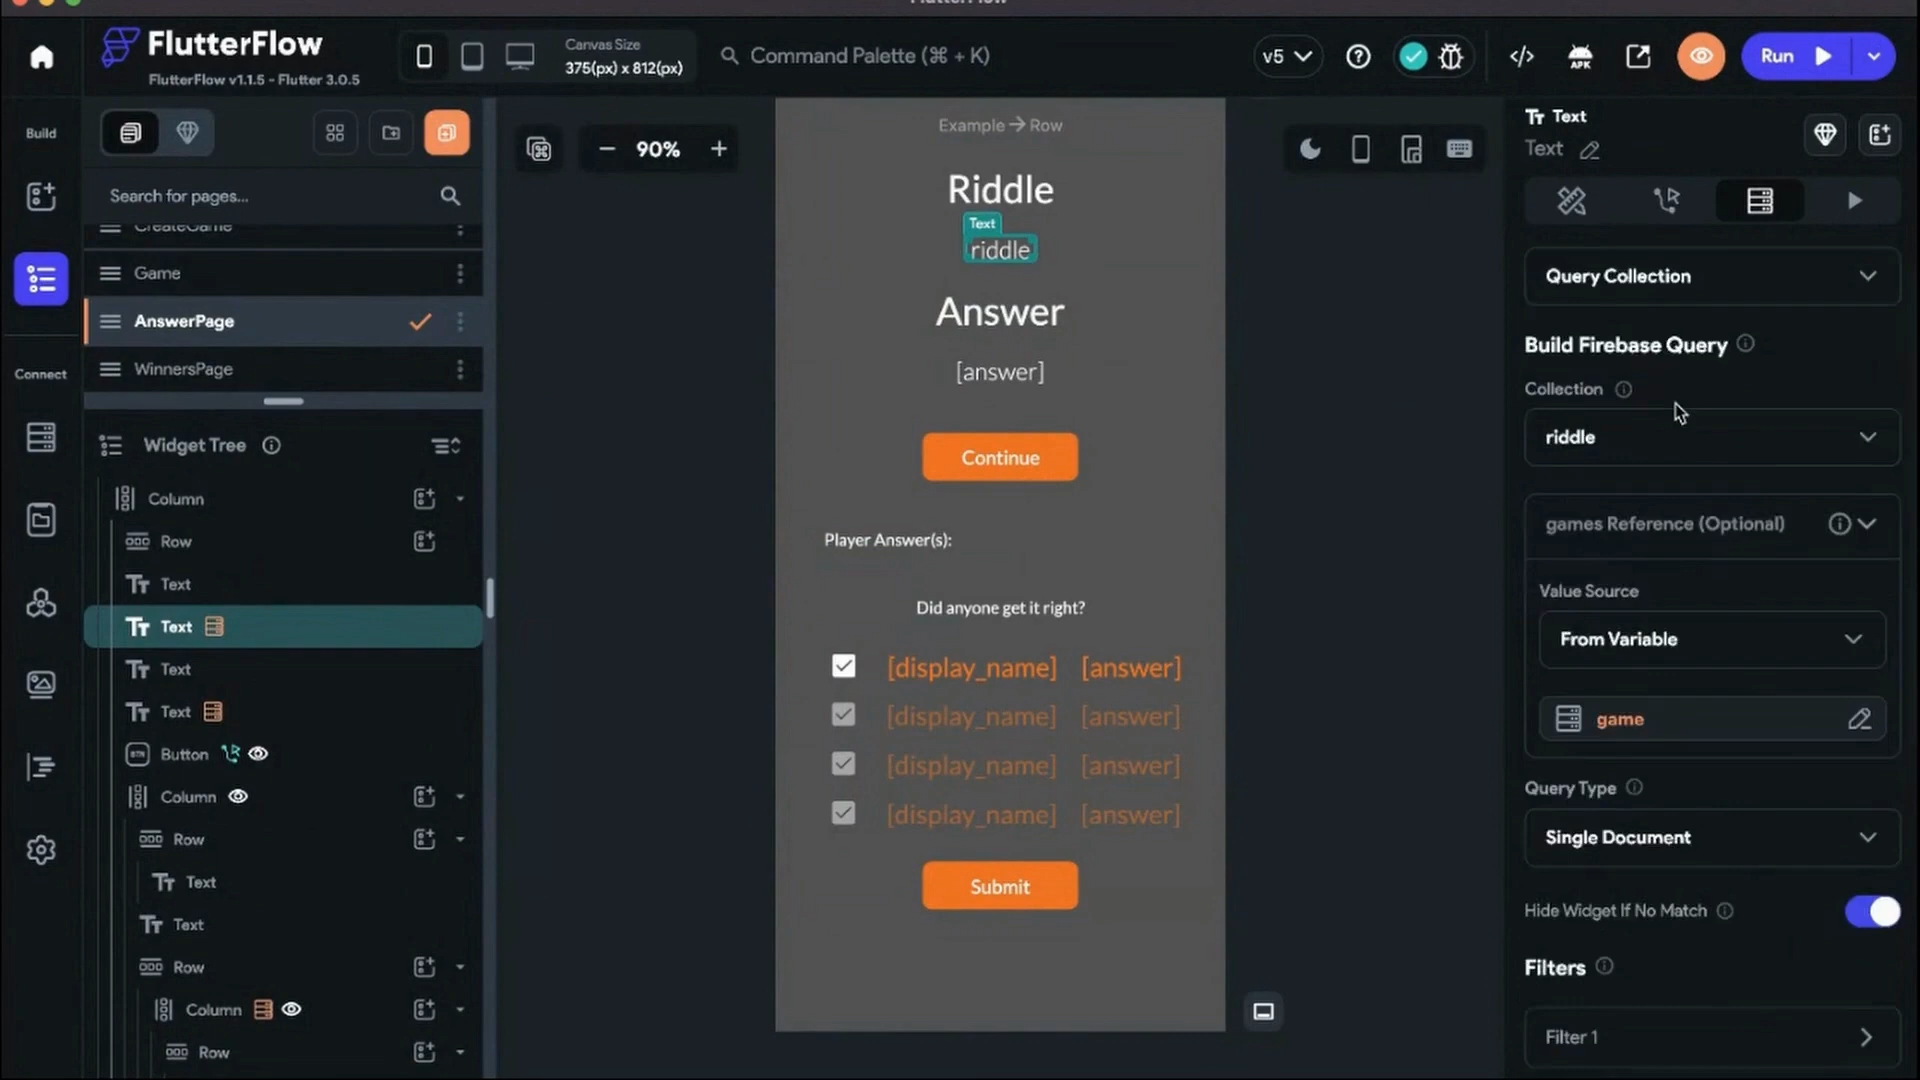 FlutterFlow
FlutterFlow
FlutterFlow v1.1.5 - Flutter 3.0.5
Canvas Size
375(px) x 812(px)
Command Palette (⌘ + K)
v5
APK
Run
Build
Connect
Search for pages...
CreateGame
Game
AnswerPage
WinnersPage
Widget Tree
Column
Row
Text
Text
Text
Text
BTN
Button
Column
Row
Text
Text
Row
Column
Row
90%
Example → Row
Riddle
Text
riddle
Answer
[answer]
Continue
Player Answer(s):
Did anyone get it right?
[display_name] [answer]
[display_name] [answer]
[display_name] [answer]
[display_name] [answer]
Submit
Text
Text
Query Collection
Build Firebase Query
Collection
riddle
games Reference (Optional)
Value Source
From Variable
game
Query Type
Single Document
Hide Widget If No Match
Filters
Filter 1